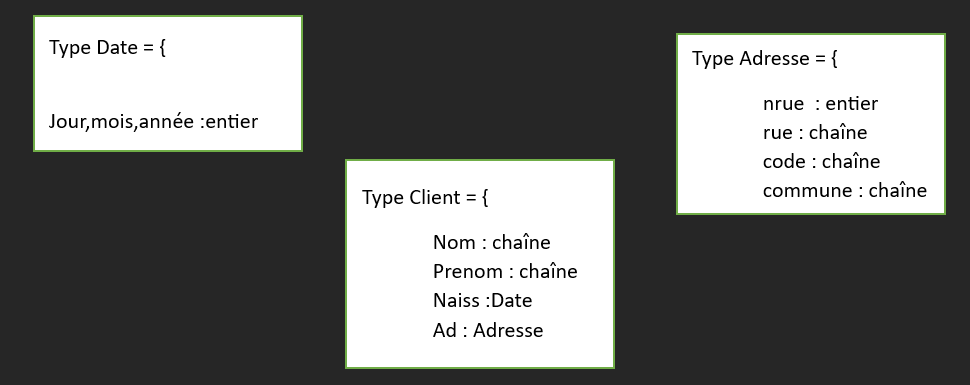 Type Date = {
Jour,mois,année :entier
Type Client = {
Nom : chaîne
Prenom : chaîne
Naiss :Date
Ad : Adresse
Type Adresse = {
nrue  : entier
rue : chaîne
code : chaîne
commune : chaîne